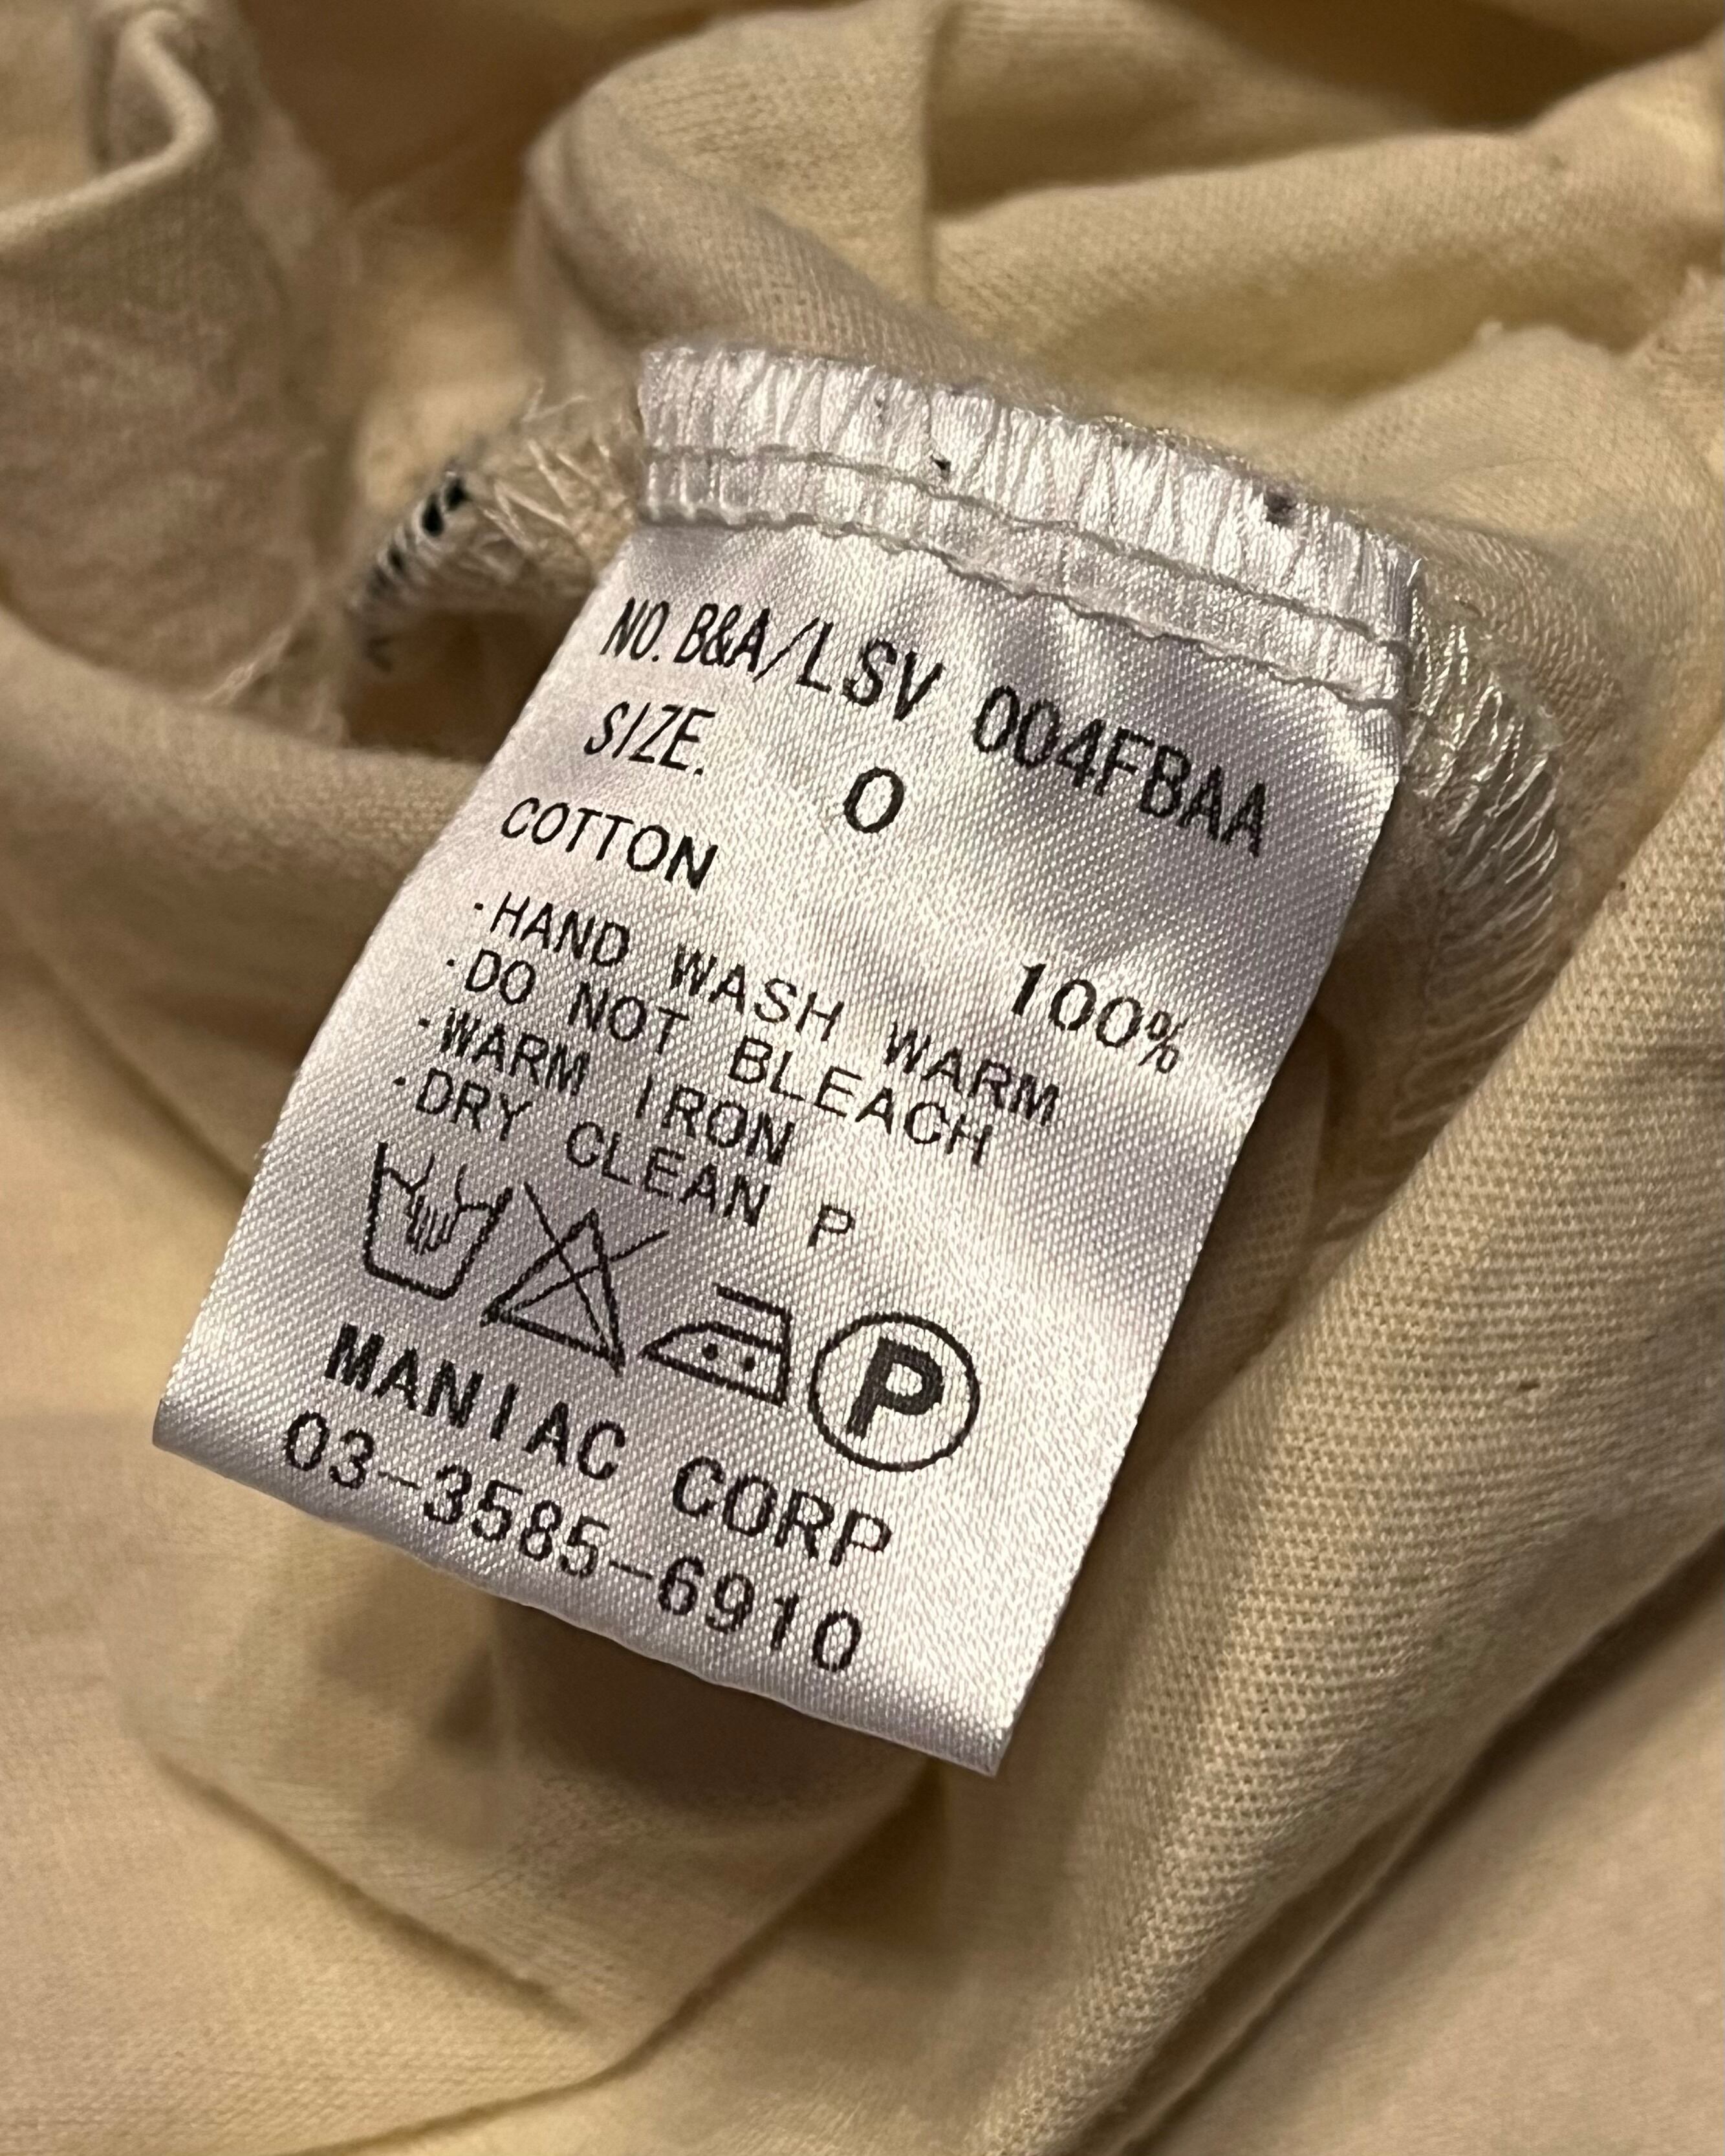 NO. B&A/LSV 004FBAA
SIZE. 0
COTTON 100%
·HAND WASH WARM
·DO NOT BLEACH
·WARM IRON
·DRY CLEAN P
P
MANIAC CORP
03-3585-6910